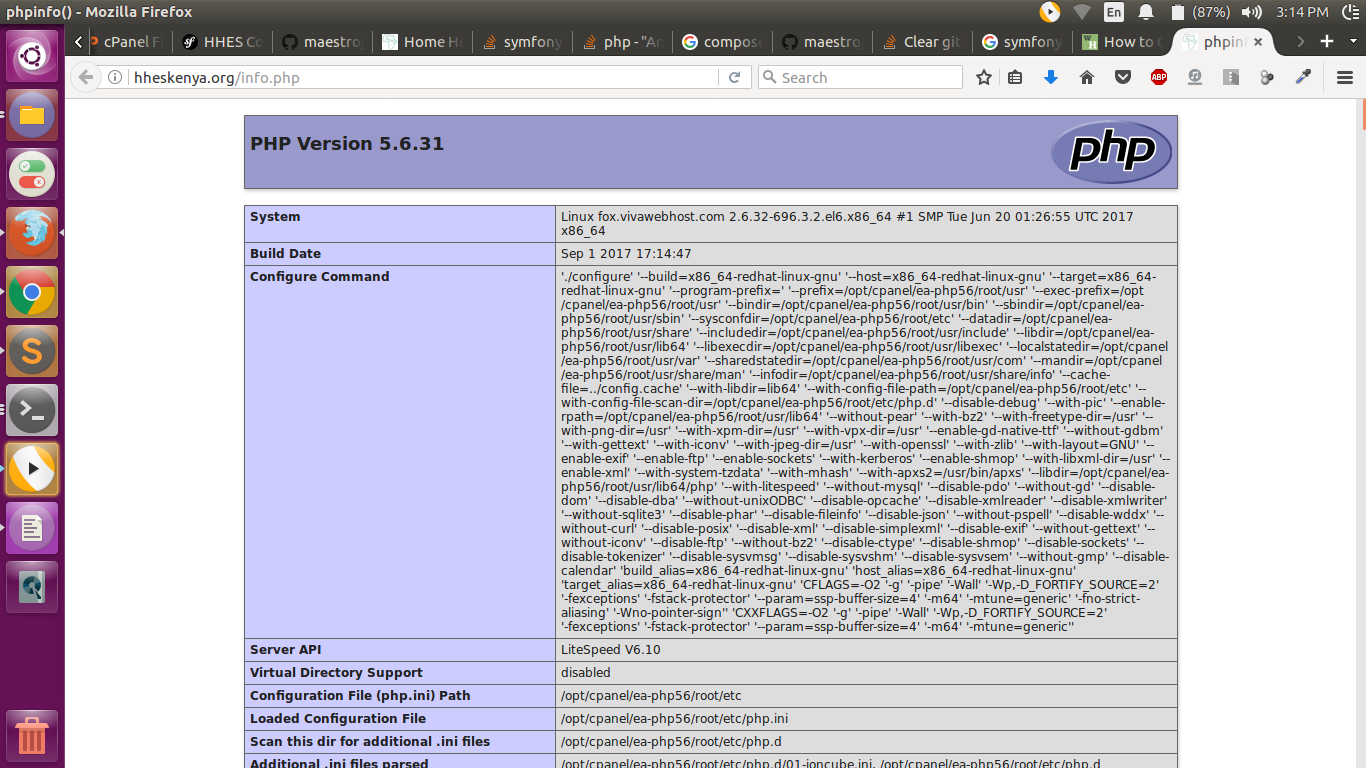 phpinfo() - Mozilla Firefox
En
(87%)
3:14 PM
cPanel F
HHES Co
maestro
Home H
symfony
php - "Ar
compos
maestro
Clear git
symfony
How to
phpin
hheskenya.org/info.php
Search
ABP
PHP Version 5.6.31
php
System
Linux fox.vivawebhost.com 2.6.32-696.3.2.el6.x86_64 #1 SMP Tue Jun 20 01:26:55 UTC 2017
x86_64
Build Date
Sep 1 2017 17:14:47
Configure Command
'./configure' '--build=x86_64-redhat-linux-gnu' '--host=x86_64-redhat-linux-gnu' '--target=x86_64-
redhat-linux-gnu' '--program-prefix=' '--prefix=/opt/cpanel/ea-php56/root/usr' '--exec-prefix=/opt
/cpanel/ea-php56/root/usr' '--bindir=/opt/cpanel/ea-php56/root/usr/bin' '--sbindir=/opt/cpanel/ea-
php56/root/usr/sbin' '--sysconfdir=/opt/cpanel/ea-php56/root/etc' '--datadir=/opt/cpanel/ea-
php56/root/usr/share' '--includedir=/opt/cpanel/ea-php56/root/usr/include' '--libdir=/opt/cpanel/ea-
php56/root/usr/lib64' '--libexecdir=/opt/cpanel/ea-php56/root/usr/libexec' '--localstatedir=/opt/cpanel
/ea-php56/root/usr/var' '--sharedstatedir=/opt/cpanel/ea-php56/root/usr/com' '--mandir=/opt/cpanel
/ea-php56/root/usr/share/man' '--infodir=/opt/cpanel/ea-php56/root/usr/share/info' '--cache-
file=../config.cache' '--with-libdir=lib64' '--with-config-file-path=/opt/cpanel/ea-php56/root/etc' '--
with-config-file-scan-dir=/opt/cpanel/ea-php56/root/etc/php.d' '--disable-debug' '--with-pic' '--enable-
rpath=/opt/cpanel/ea-php56/root/usr/lib64' '--without-pear' '--with-bz2' '--with-freetype-dir=/usr' '--
with-png-dir=/usr' '--with-xpm-dir=/usr' '--with-vpx-dir=/usr' '--enable-gd-native-ttf' '--without-gdbm'
'--with-gettext' '--with-iconv' '--with-jpeg-dir=/usr' '--with-openssl' '--with-zlib' '--with-layout=GNU' '--
enable-exif' '--enable-ftp' '--enable-sockets' '--with-kerberos' '--enable-shmop' '--with-libxml-dir=/usr' '--
enable-xml' '--with-system-tzdata' '--with-mhash' '--with-apxs2=/usr/bin/apxs' '--libdir=/opt/cpanel/ea-
php56/root/usr/lib64/php' '--with-litespeed' '--without-mysql' '--disable-pdo' '--without-gd' '--disable-
dom' '--disable-dba' '--without-unixODBC' '--disable-opcache' '--disable-xmlreader' '--disable-xmlwriter'
'--without-sqlite3' '--disable-phar' '--disable-fileinfo' '--disable-json' '--without-pspell' '--disable-wddx' '--
without-curl' '--disable-posix' '--disable-xml' '--disable-simplexml' '--disable-exif' '--without-gettext' '--
without-iconv' '--disable-ftp' '--without-bz2' '--disable-ctype' '--disable-shmop' '--disable-sockets' '--
disable-tokenizer' '--disable-sysvmsg' '--disable-sysvshm' '--disable-sysvsem' '--without-gmp' '--disable-
calendar' 'build_alias=x86_64-redhat-linux-gnu' 'host_alias=x86_64-redhat-linux-gnu'
'target_alias=x86_64-redhat-linux-gnu' 'CFLAGS=-O2 '-g' '-pipe' '-Wall' '-Wp,-D_FORTIFY_SOURCE=2'
'-fexceptions' '-fstack-protector' '--param=ssp-buffer-size=4' '-m64' '-mtune=generic' '-fno-strict-
aliasing' '-Wno-pointer-sign'' 'CXXFLAGS=-O2 '-g' '-pipe' '-Wall' '-Wp,-D_FORTIFY_SOURCE=2'
'-fexceptions' '-fstack-protector' '--param=ssp-buffer-size=4' '-m64' '-mtune=generic''
Server API
LiteSpeed V6.10
Virtual Directory Support
disabled
Configuration File (php.ini) Path
/opt/cpanel/ea-php56/root/etc
Loaded Configuration File
/opt/cpanel/ea-php56/root/etc/php.ini
Scan this dir for additional .ini files
/opt/cpanel/ea-php56/root/etc/php.d
Additional .ini files parsed
/opt/cpanel/ea-php56/root/etc/php.d/01-ioncube.ini, /opt/cpanel/ea-php56/root/etc/php.d